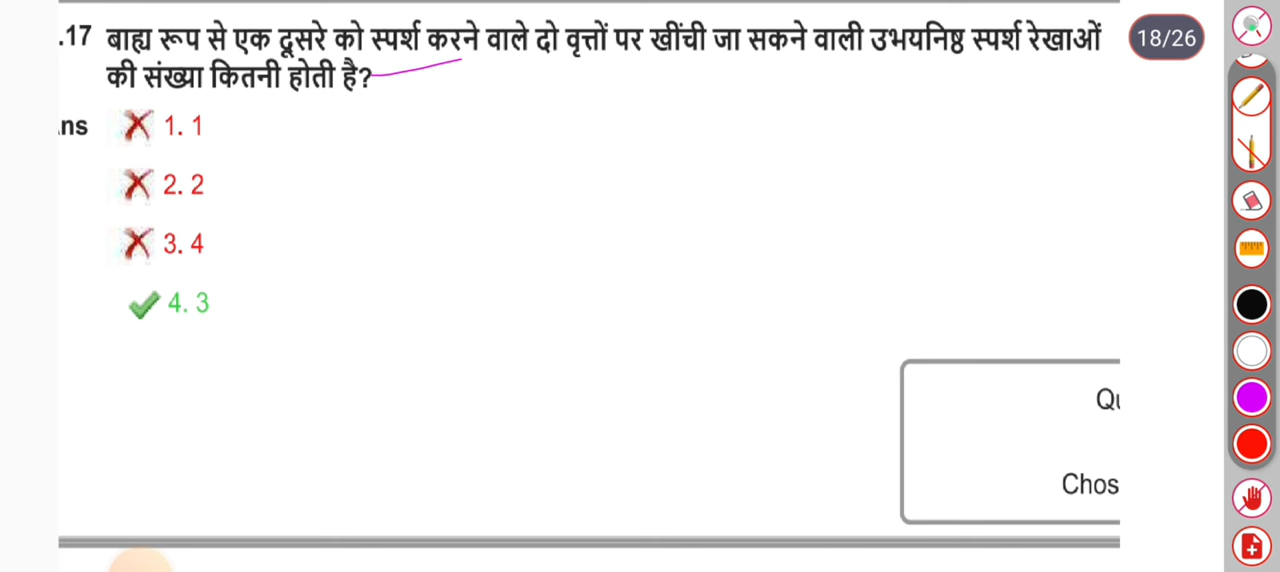 .17 बाह्य रूप से एक दूसरे को स्पर्श करने वाले दो वृत्तों पर खींची जा सकने वाली उभयनिष्ठ स्पर्श रेखाओं
18/26
की संख्या कितनी होती है?
ns
1. 1
2. 2
3. 4
4. 3
Qu
Chos